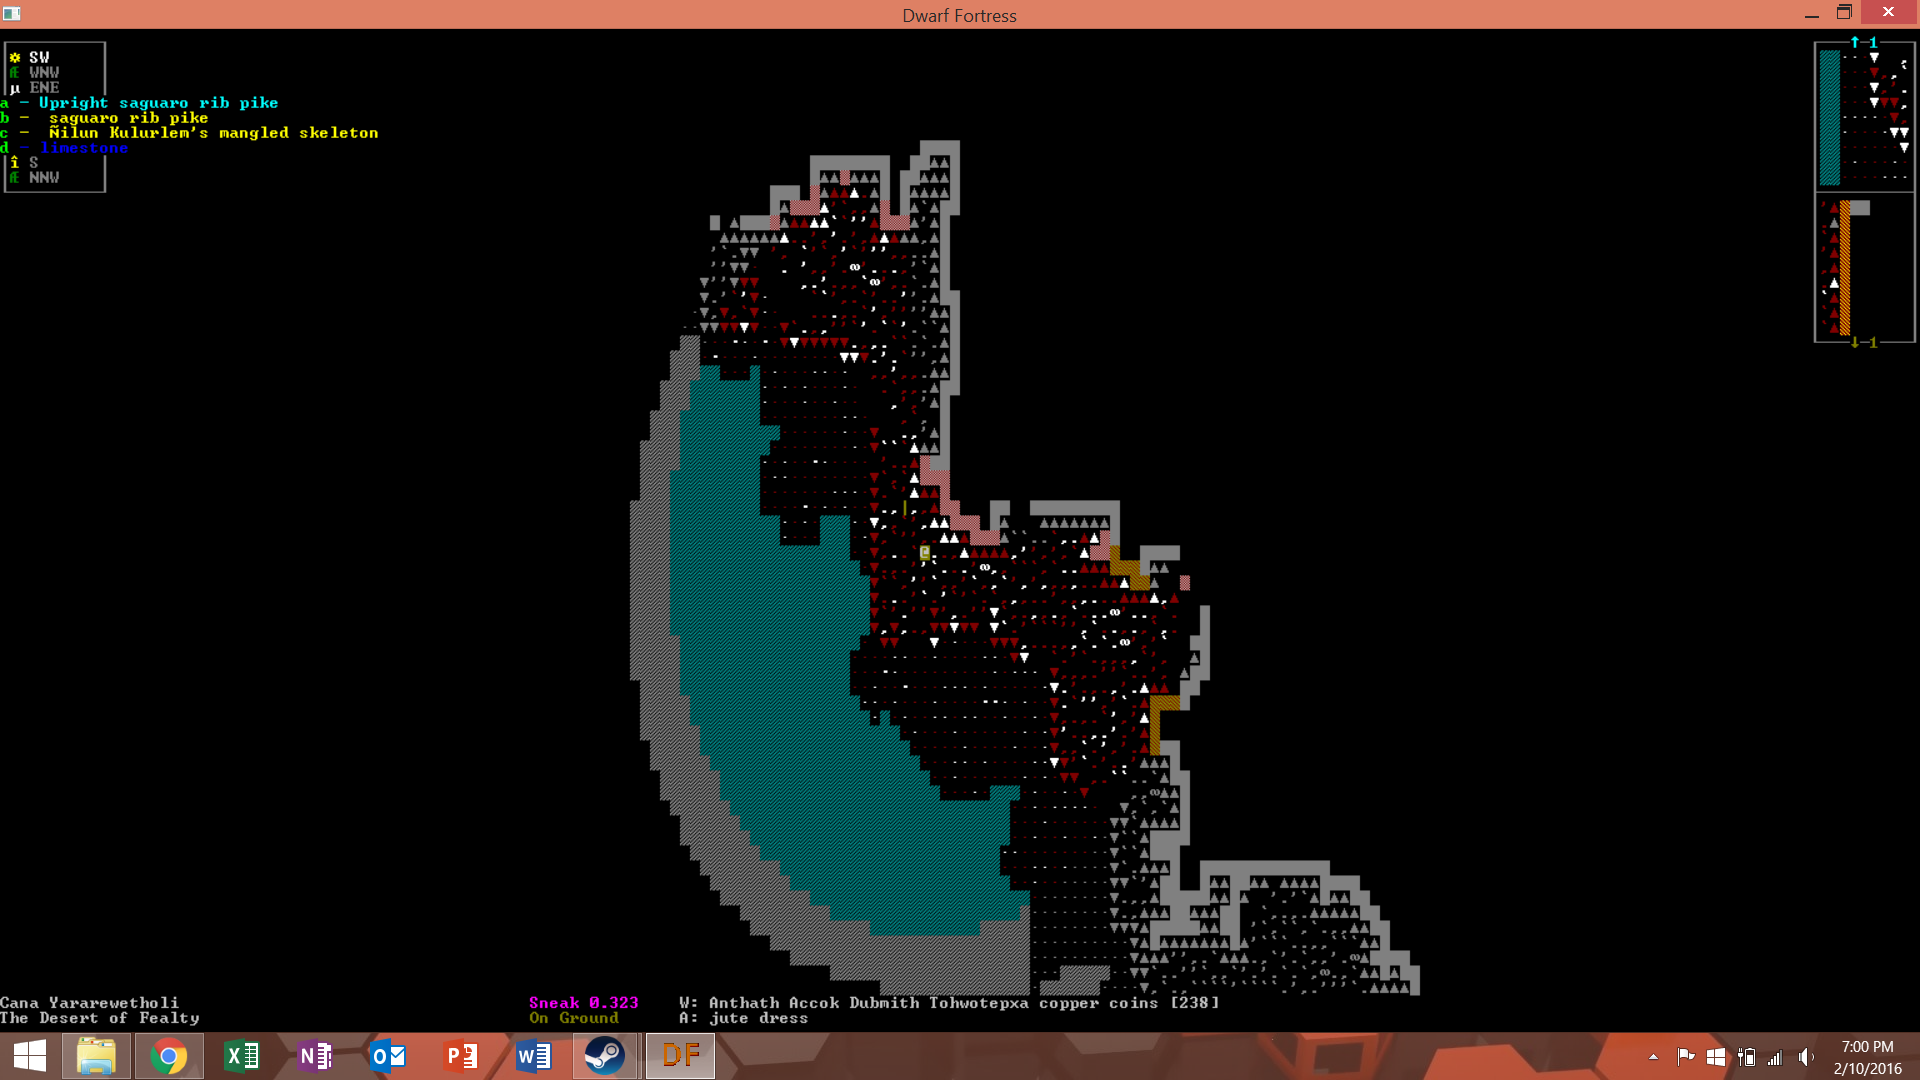 Dwarf Fortress
☼ SW
Æ WNW
µ ENE
a - Upright saguaro rib pike
b -  saguaro rib pike
c -  Ñilun Kulurlem's mangled skeleton
d - limestone
î S
Æ NNW
↑ 1
↓ 1
Cana Yararewetholi
The Desert of Fealty
Sneak 0.323
On Ground
W: Anthath Accok Dubmith Tohwotepxa copper coins [238]
A: jute dress
DF
7:00 PM
2/10/2016